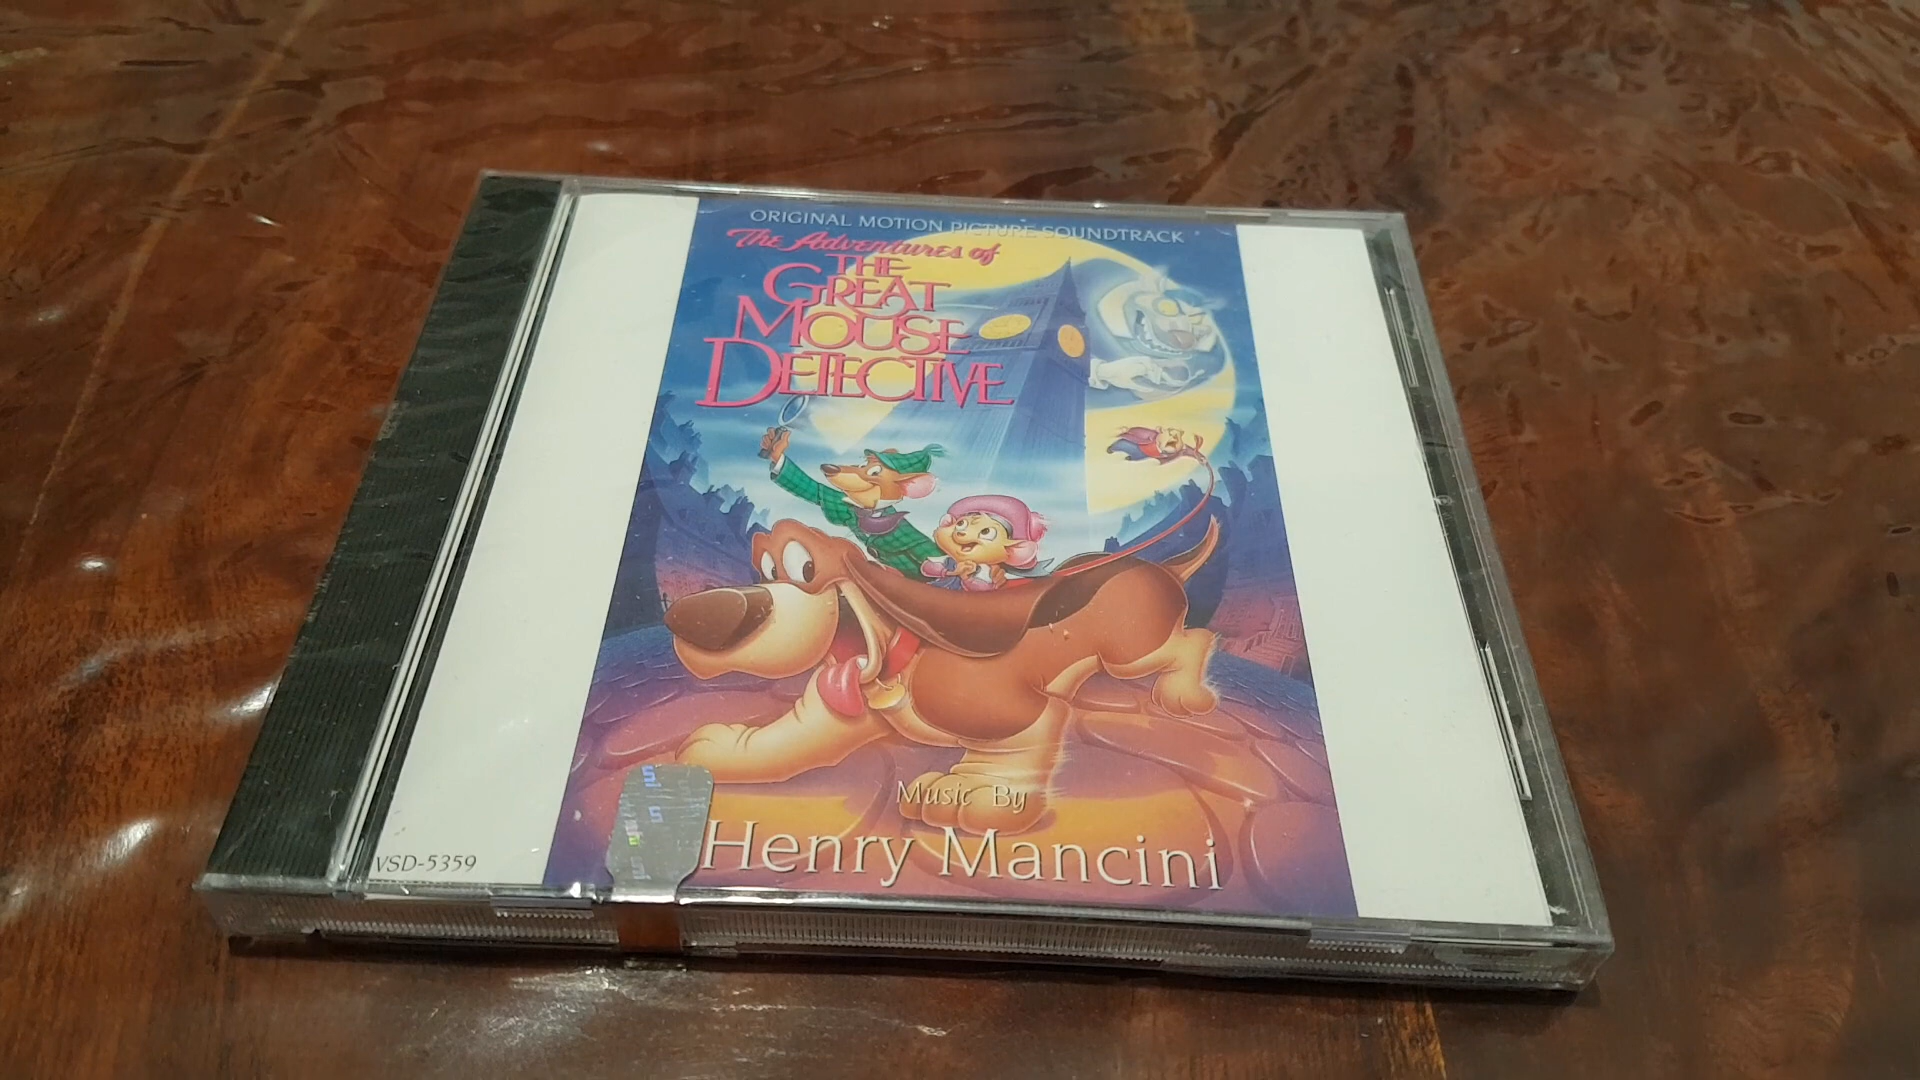 ORIGINAL MOTION PICTURE SOUNDTRACK
The Adventures of
THE
GREAT
MOUSE
DETECTIVE
Music By
Henry Mancini
VSD-5359